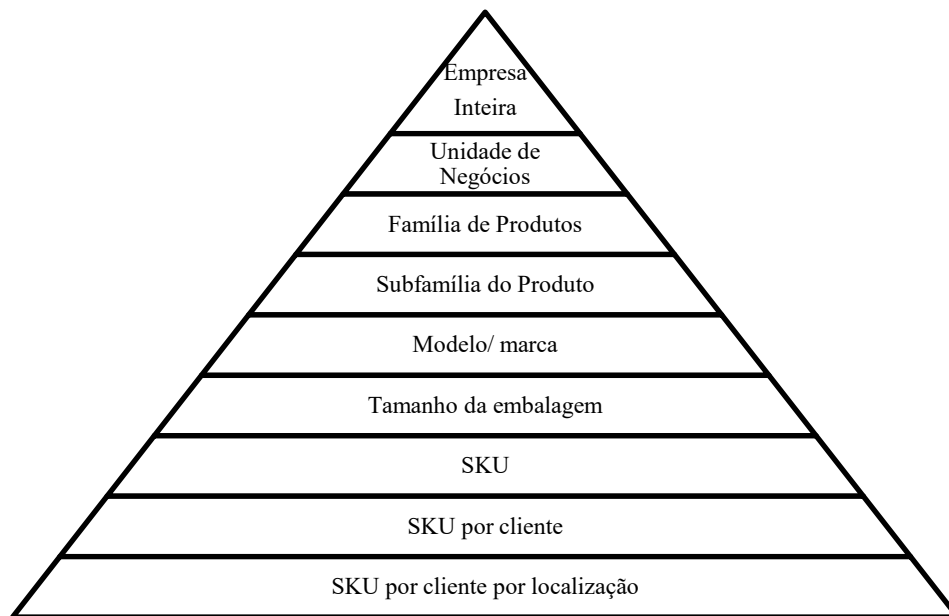 Empresa
Inteira
Unidade de
Negócios
Família de Produtos
Subfamília do Produto
Modelo/ marca
Tamanho da embalagem
SKU
SKU por cliente
SKU por cliente por localização